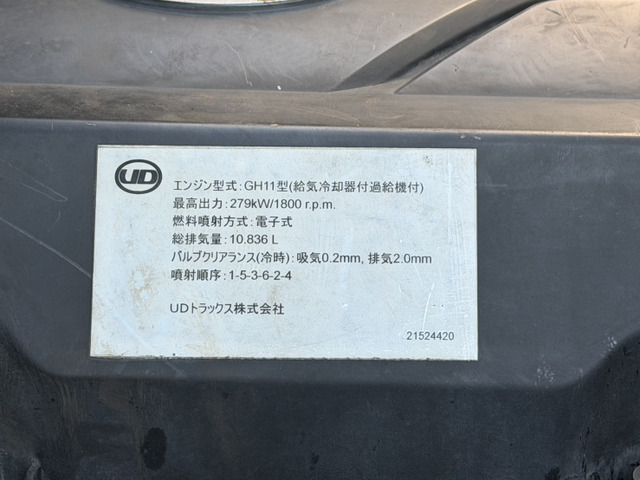 UD
エンジン型式：GH11型(給気冷却器付過給機付)
最高出力：279kW/1800 r.p.m.
燃料噴射方式：電子式
総排気量：10.836 L
バルブクリアランス(冷時)：吸気0.2mm, 排気2.0mm
噴射順序：1-5-3-6-2-4
UDトラックス株式会社
21524420